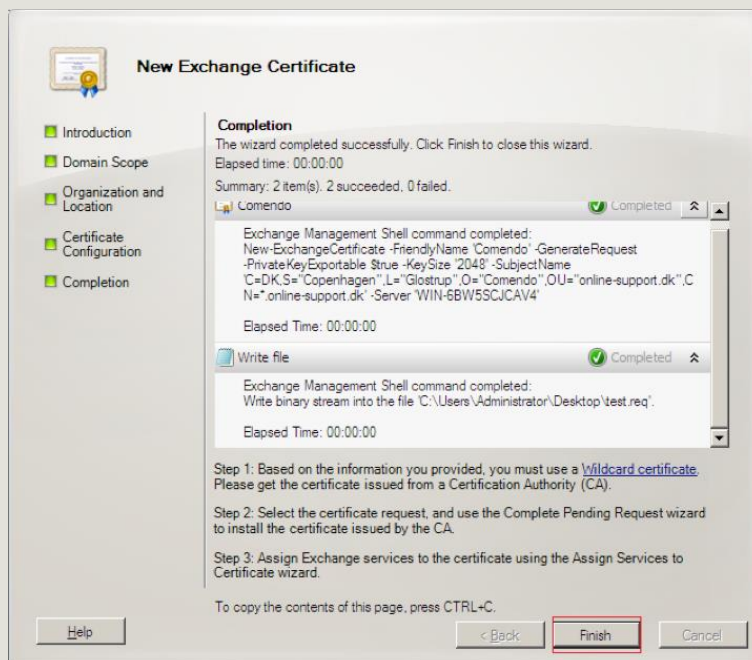 New Exchange Certificate
Introduction
Domain Scope
Organization and
Location
Certificate
Configuration
Completion
Completion
The wizard completed successfully. Click Finish to close this wizard.
Elapsed time: 00:00:00
Summary: 2 item(s). 2 succeeded, 0 failed.
Comendo
Completed
Exchange Management Shell command completed:
New-ExchangeCertificate -FriendlyName 'Comendo' -GenerateRequest
-PrivateKeyExportable $true -KeySize '2048' -SubjectName
'C=DK,S="Copenhagen",L="Glostrup",O="Comendo",OU="online-support.dk",C
N=*.online-support.dk' -Server 'WIN-6BW5SCJCAV4'
Elapsed Time: 00:00:00
Write file
Completed
Exchange Management Shell command completed:
Write binary stream into the file 'C:\Users\Administrator\Desktop\test.req'.
Elapsed Time: 00:00:00
Step 1: Based on the information you provided, you must use a Wildcard certificate.
Please get the certificate issued from a Certification Authority (CA).
Step 2: Select the certificate request, and use the Complete Pending Request wizard
to install the certificate issued by the CA.
Step 3: Assign Exchange services to the certificate using the Assign Services to
Certificate wizard.
To copy the contents of this page, press CTRL+C.
Help
< Back
Finish
Cancel